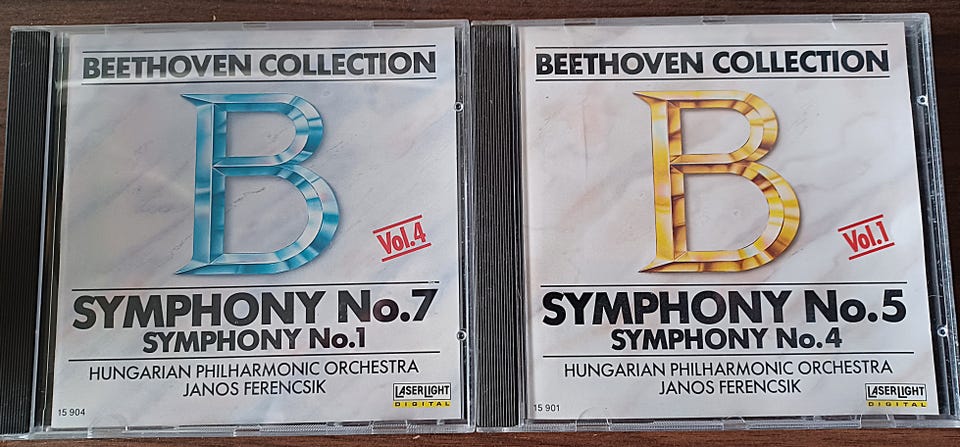 BEETHOVEN COLLECTION
B
Vol.4
SYMPHONY No.7
SYMPHONY No.1
HUNGARIAN PHILHARMONIC ORCHESTRA
JANOS FERENCSIK
15 904
LASERLIGHT
DIGITAL
BEETHOVEN COLLECTION
B
Vol.1
SYMPHONY No.5
SYMPHONY No.4
HUNGARIAN PHILHARMONIC ORCHESTRA
JANOS FERENCSIK
15 901
LASERLIGHT
DIGITAL